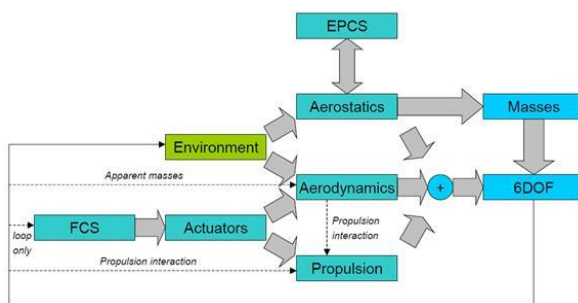 EPCS
Aerostatics
Masses
Environment
Apparent masses
Aerodynamics
+
6DOF
FCS
Actuators
Propulsion
interaction
loop
only
Propulsion interaction
Propulsion